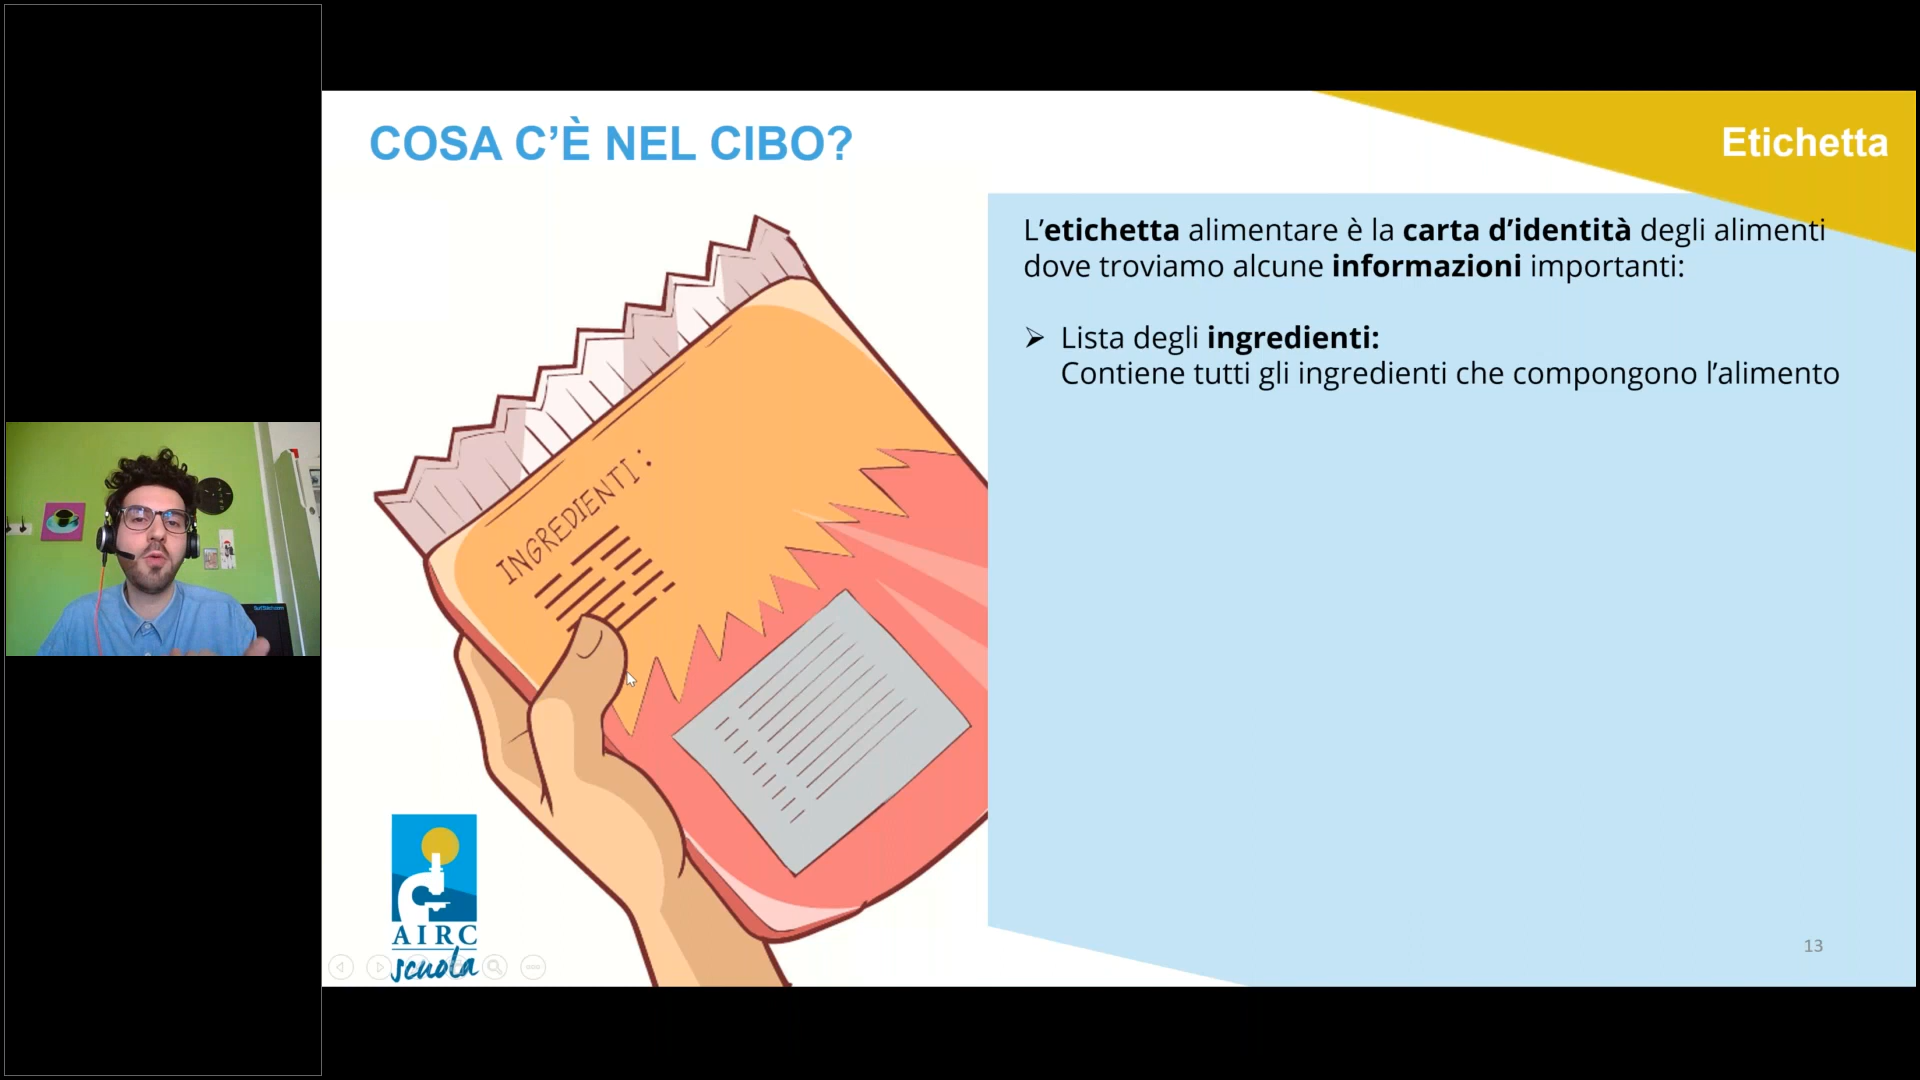 COSA C’È NEL CIBO?
Etichetta
L’etichetta alimentare è la carta d’identità degli alimenti
dove troviamo alcune informazioni importanti:
➢ Lista degli ingredienti:
Contiene tutti gli ingredienti che compongono l’alimento
INGREDIENTI:
AIRC
scuola
13